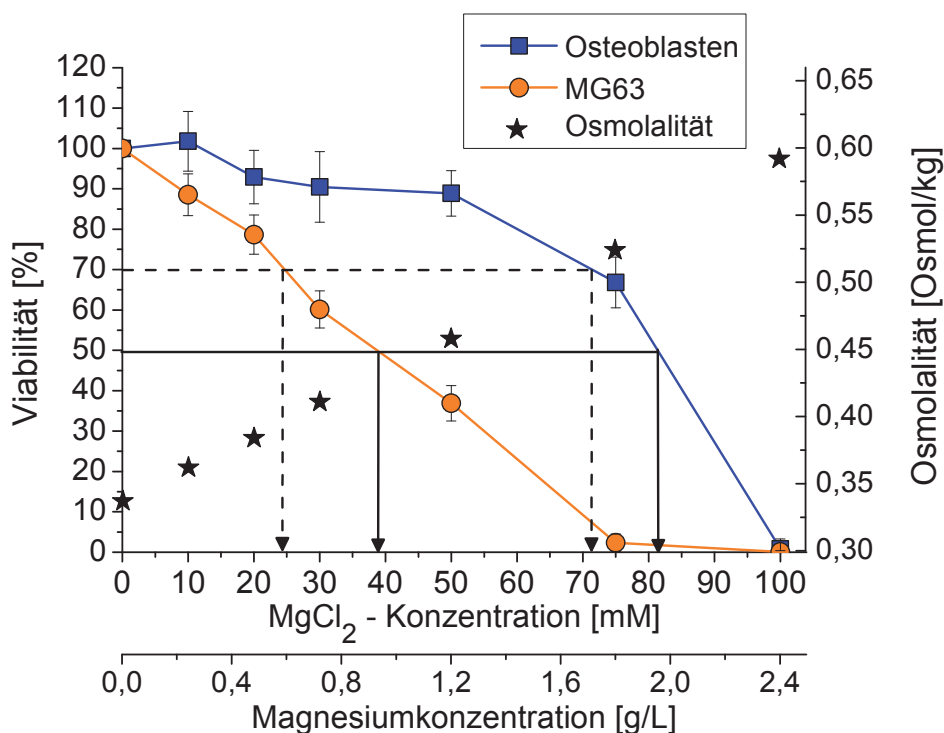 Osteoblasten
MG63
Osmolalität
Viabilität [%]
120
110
100
90
80
70
60
50
40
30
20
10
0
0,65
0,60
0,55
0,50
0,45
0,40
0,35
0,30
Osmolalität [Osmol/kg]
0 10 20 30 40 50 60 70 80 90 100
MgCl2 - Konzentration [mM]
0,0 0,4 0,8 1,2 1,6 2,0 2,4
Magnesiumkonzentration [g/L]